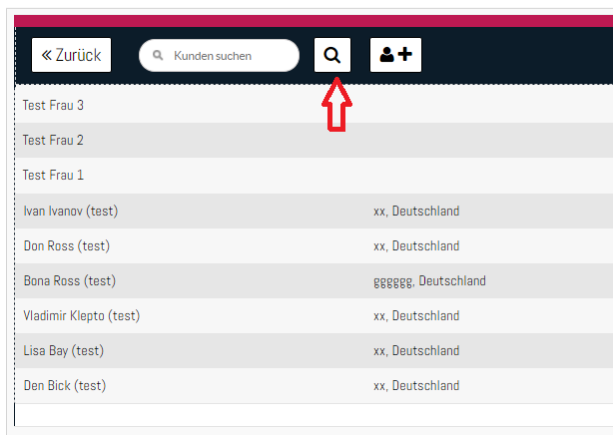 « Zurück Kunden suchen
Test Frau 3
Test Frau 2
Test Frau 1
Ivan Ivanov (test) xx, Deutschland
Don Ross (test) xx, Deutschland
Bona Ross (test) gggggg, Deutschland
Vladimir Klepto (test) xx, Deutschland
Lisa Bay (test) xx, Deutschland
Den Bick (test) xx, Deutschland